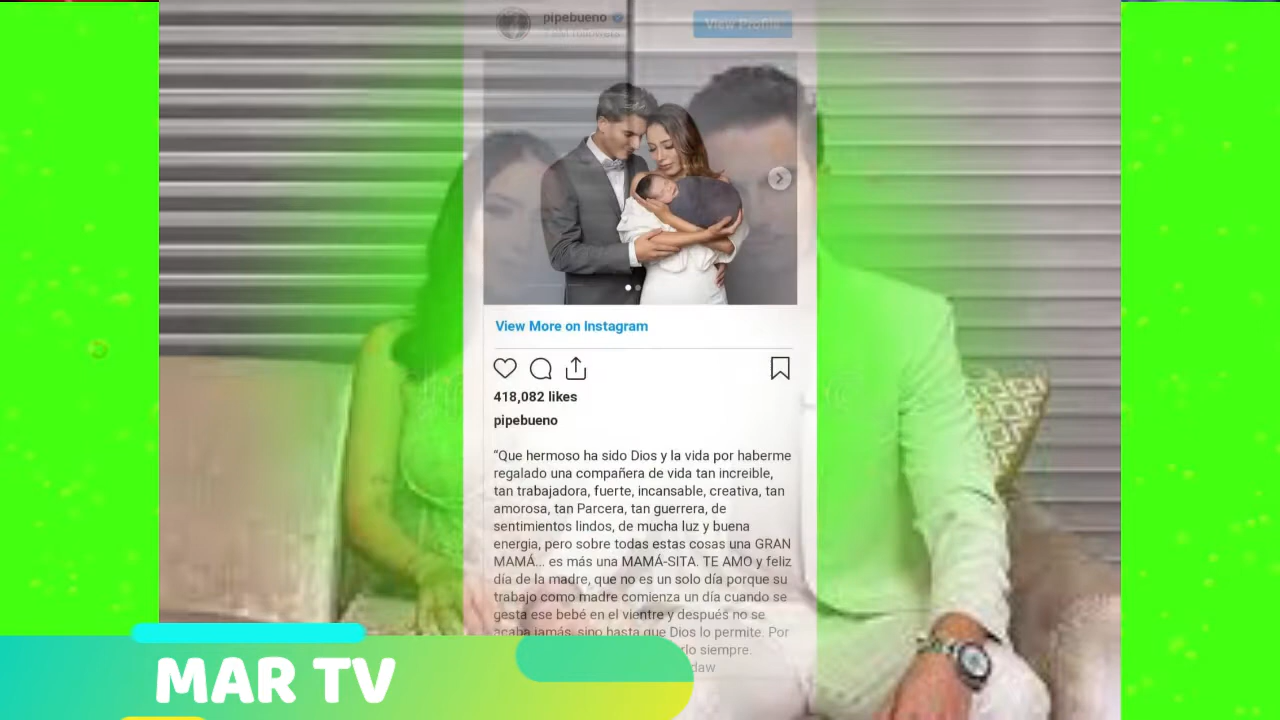 pipebueno
View Profile
View More on Instagram
418,082 likes
pipebueno
“Que hermoso ha sido Dios y la vida por haberme
regalado una compañera de vida tan increible,
tan trabajadora, fuerte, incansable, creativa, tan
amorosa, tan Parcera, tan guerrera, de
sentimientos lindos, de mucha luz y buena
energia, pero sobre todas estas cosas una GRAN
MAMÁ... es más una MAMÁ-SITA. TE AMO y feliz
día de la madre, que no es un solo día porque su
trabajo como madre comienza un día cuando se
gesta ese bebé en el vientre y después no se
acaba jamás, sino hasta que Dios lo permite. Por
siempre.
MAR TV